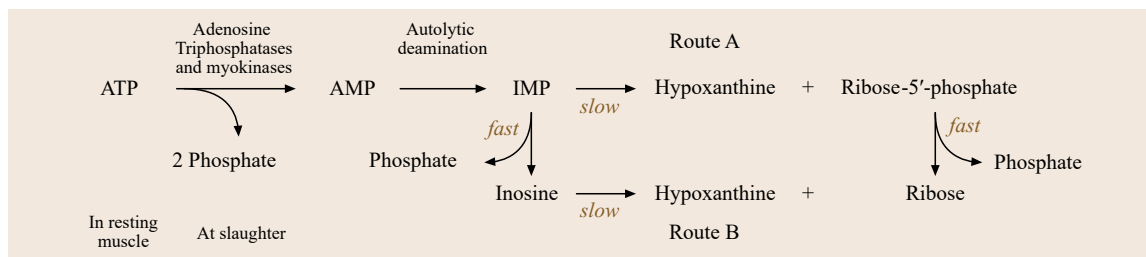 Adenosine
Triphosphatases
and myokinases
Autolytic
deamination
Route A
ATP
AMP
IMP
slow
Hypoxanthine
+
Ribose-5′-phosphate
fast
fast
2 Phosphate
Phosphate
Phosphate
Inosine
slow
Hypoxanthine
+
Ribose
In resting
muscle
At slaughter
Route B